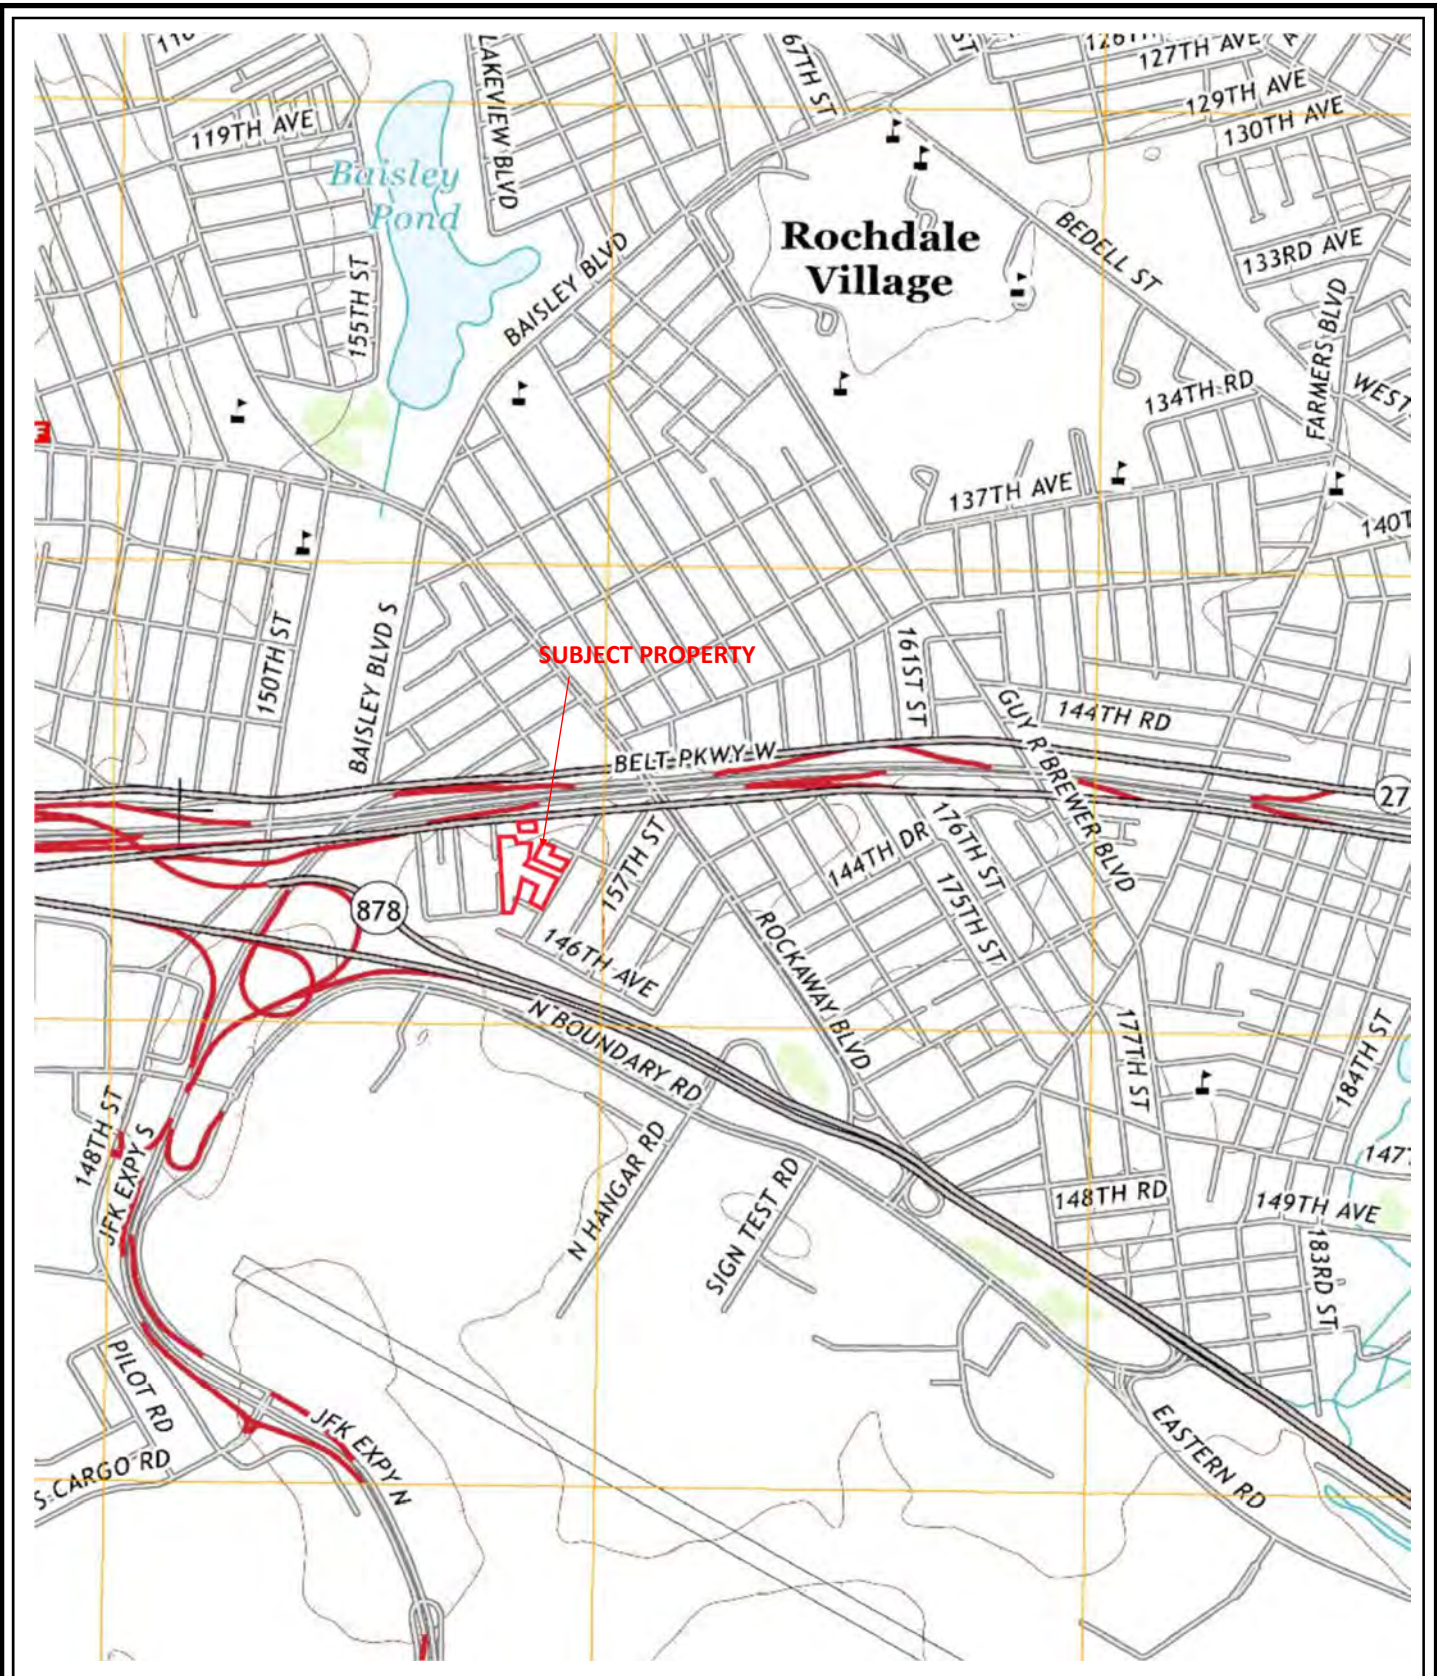 LAKEVIEW BLVD
67TH ST
127TH AVE
119TH AVE
129TH AVE
130TH AVE
Baisley
Pond
Rochdale
Village
BEDELL ST
133RD AVE
155TH ST
BAISLEY BLVD
FARMERS BLVD
134TH RD
WEST
F
137TH AVE
140T
150TH ST
BAISLEY BLVD S
SUBJECT PROPERTY
161ST ST
GUY R BREWER BLVD
144TH RD
BELT PKWY W
27
157TH ST
144TH DR
176TH ST
175TH ST
878
146TH AVE
ROCKAWAY BLVD
N BOUNDARY RD
177TH ST
184TH ST
148TH ST
JFK EXPY S
N HANGAR RD
SIGN TEST RD
147T
148TH RD
149TH AVE
183RD ST
PILOT RD
JFK EXPY N
S CARGO RD
EASTERN RD